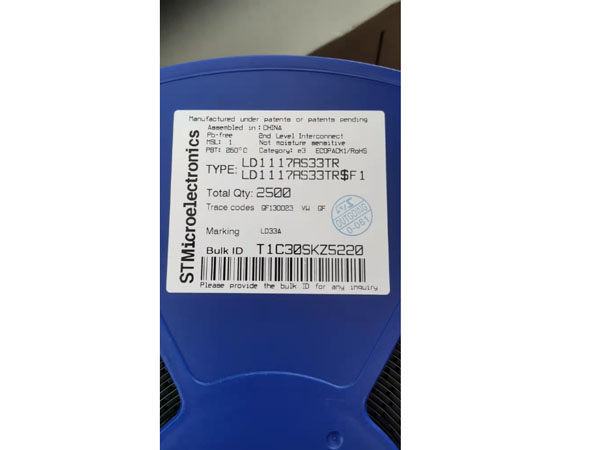 Manufactured under patents or patents pending
Assembled in : CHINA
Pb-free 2nd Level Interconnect
MSL: 1 Not moisture sensitive
PBT: 260°C Category: e3 ECOPACK1/RoHS
TYPE: LD1117AS33TR
LD1117AS33TR$F1
Total Qty: 2500
Trace codes GF130023 VW GF
Marking LD33A
Bulk ID T1C30SKZ5220
Please provide the bulk ID for any inquiry
STMicroelectronics